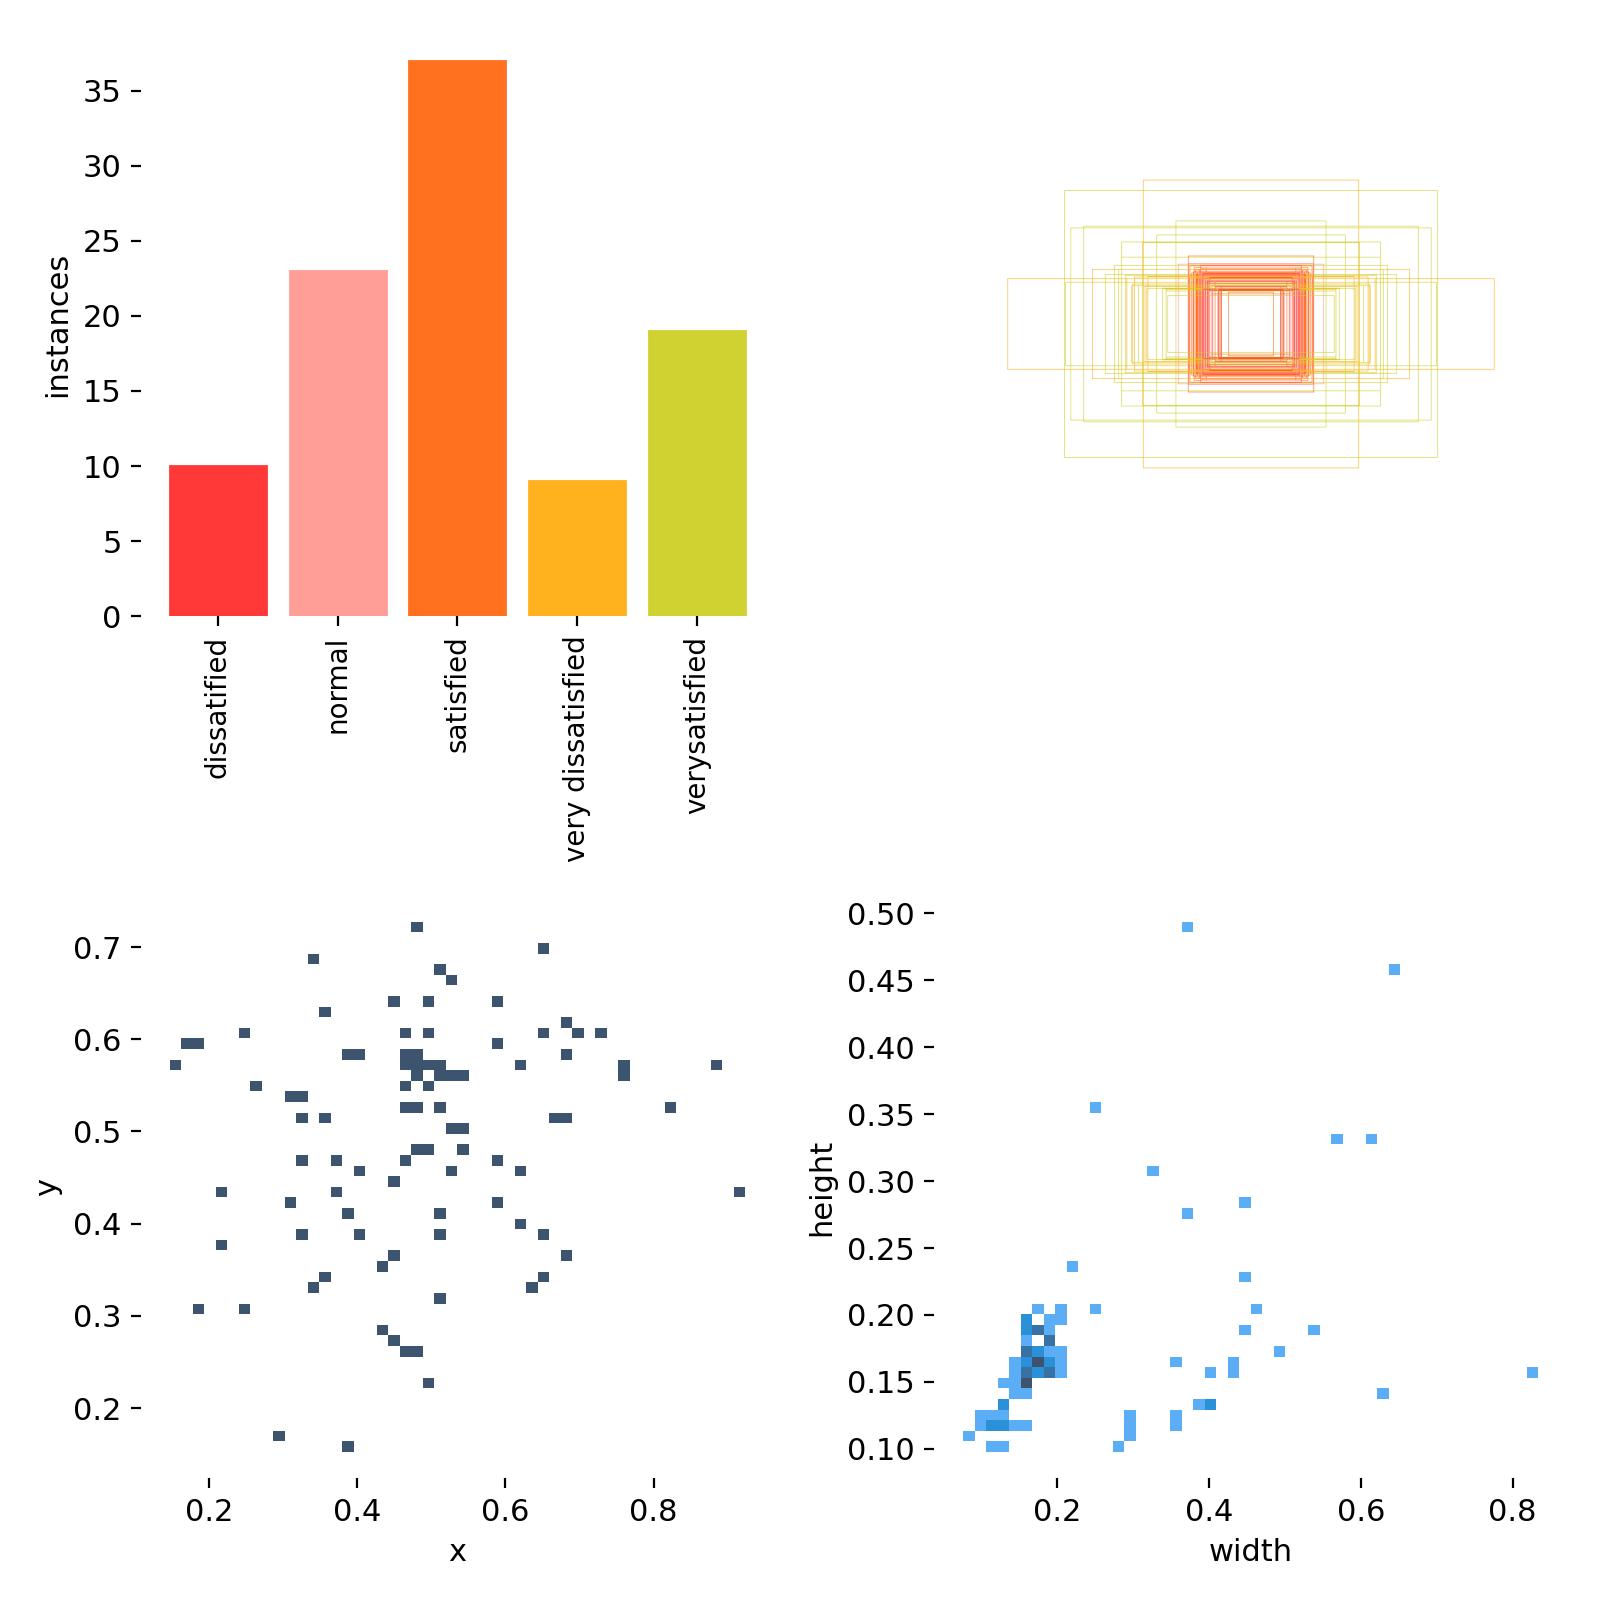 instances
35
30
25
20
15
10
5
0
dissatified
normal
satisfied
very dissatisfied
verysatisfied
y
0.7
0.6
0.5
0.4
0.3
0.2
0.2 0.4 0.6 0.8
x
height
0.50
0.45
0.40
0.35
0.30
0.25
0.20
0.15
0.10
0.2 0.4 0.6 0.8
width